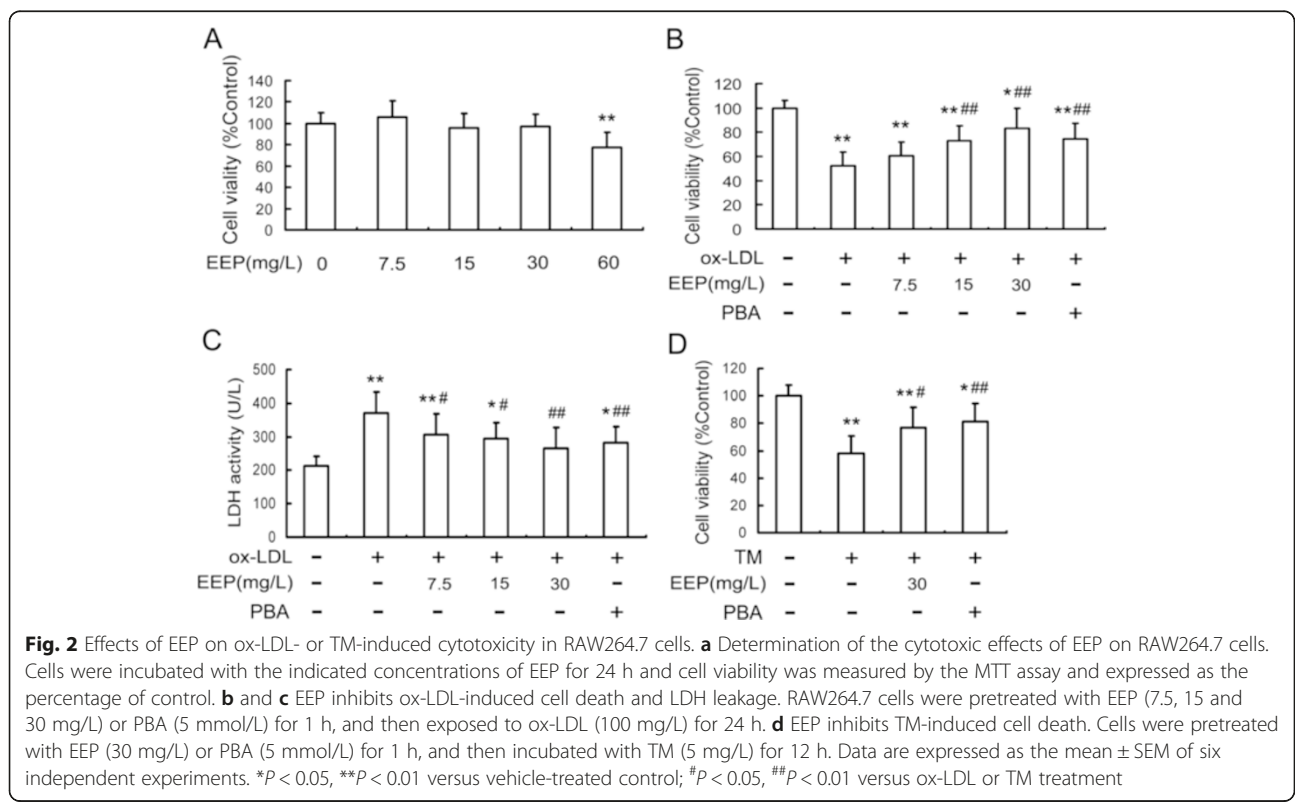 A
Cell viality (%Control)
140
120
100
80
60
40
20
0
**
EEP(mg/L) 0 7.5 15 30 60
B
Cell viability (%Control)
120
100
80
60
40
20
0
** ** **## *## **##
ox-LDL − + + + + +
EEP(mg/L) − − 7.5 15 30 −
PBA − − − − − +
C
LDH activity (U/L)
500
400
300
200
100
0
** **# *# ## *##
ox-LDL − + + + + +
EEP(mg/L) − − 7.5 15 30 −
PBA − − − − − +
D
Cell viability (%Control)
120
100
80
60
40
20
0
** **# *##
TM − + + +
EEP(mg/L) − − 30 −
PBA − − − +
Fig. 2 Effects of EEP on ox-LDL- or TM-induced cytotoxicity in RAW264.7 cells. a Determination of the cytotoxic effects of EEP on RAW264.7 cells.
Cells were incubated with the indicated concentrations of EEP for 24 h and cell viability was measured by the MTT assay and expressed as the
percentage of control. b and c EEP inhibits ox-LDL-induced cell death and LDH leakage. RAW264.7 cells were pretreated with EEP (7.5, 15 and
30 mg/L) or PBA (5 mmol/L) for 1 h, and then exposed to ox-LDL (100 mg/L) for 24 h. d EEP inhibits TM-induced cell death. Cells were pretreated
with EEP (30 mg/L) or PBA (5 mmol/L) for 1 h, and then incubated with TM (5 mg/L) for 12 h. Data are expressed as the mean ± SEM of six
independent experiments. *P < 0.05, **P < 0.01 versus vehicle-treated control; #P < 0.05, ##P < 0.01 versus ox-LDL or TM treatment